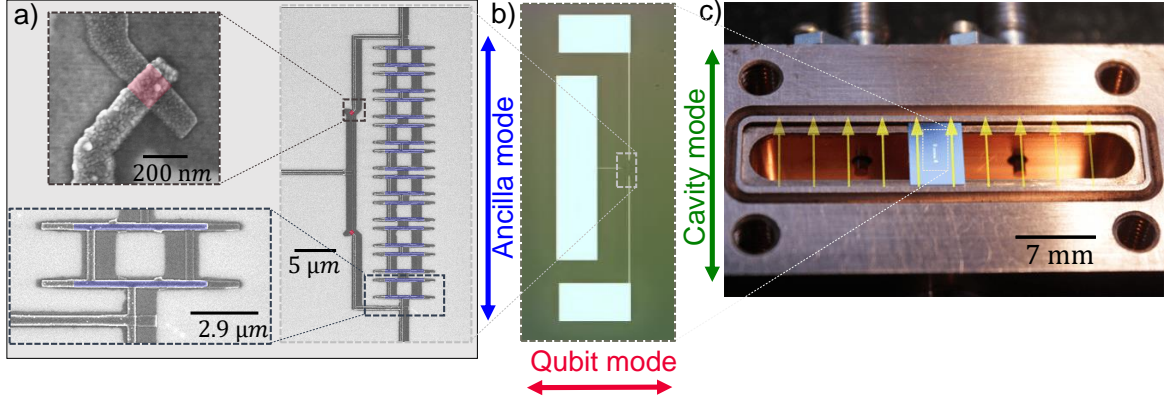 a)
200 nm
2.9 μm
5 μm
Ancilla mode
b)
Qubit mode
Cavity mode
c)
7 mm